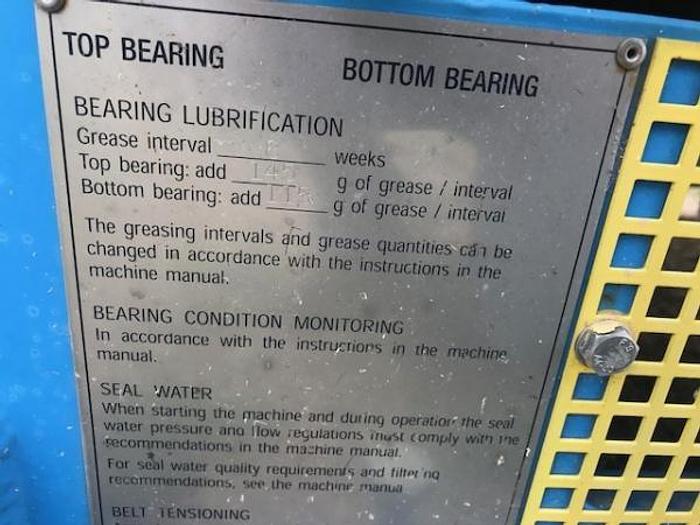 TOP BEARING
BOTTOM BEARING
BEARING LUBRIFICATION
Grease interval weeks
Top bearing: add g of grease / interval
Bottom bearing: add g of grease / interval
The greasing intervals and grease quantities can be
changed in accordance with the instructions in the
machine manual.
BEARING CONDITION MONITORING
In accordance with the instructions in the machine
manual.
SEAL WATER
When starting the machine and during operation the seal
water pressure and flow regulations must comply with the
recommendations in the machine manual.
For seal water quality requirements and filtering
recommendations, see the machine manual
BELT TENSIONING